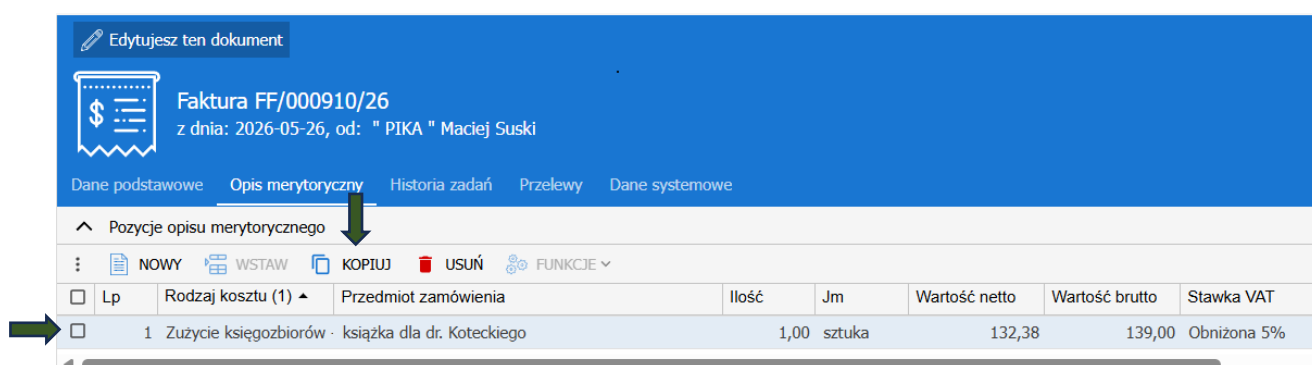 Edytujesz ten dokument
$
Faktura FF/000910/26
z dnia: 2026-05-26, od: " PIKA " Maciej Suski
Dane podstawowe Opis merytoryczny Historia zadań Przelewy Dane systemowe
Pozycje opisu merytorycznego
NOWY WSTAW KOPIUJ USUŃ FUNKCJE
Lp Rodzaj kosztu (1) Przedmiot zamówienia Ilość Jm Wartość netto Wartość brutto Stawka VAT
1 Zużycie księgozbiorów - książka dla dr. Koteckiego 1,00 sztuka 132,38 139,00 Obniżona 5%